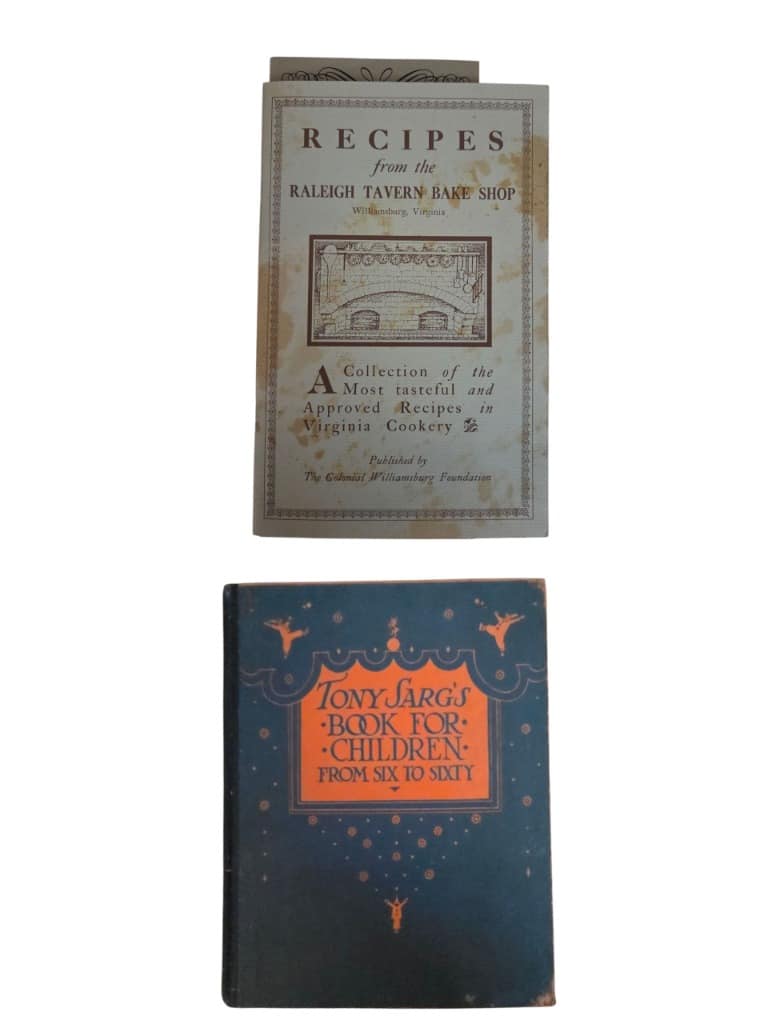 RECIPES
from the
RALEIGH TAVERN BAKE SHOP
Williamsburg, Virginia
A Collection of the
Most tasteful and
Approved Recipes in
Virginia Cookery
Published by
The Colonial Williamsburg Foundation
TONY SARG'S
·BOOK FOR·
·CHILDREN·
FROM SIX TO SIXTY